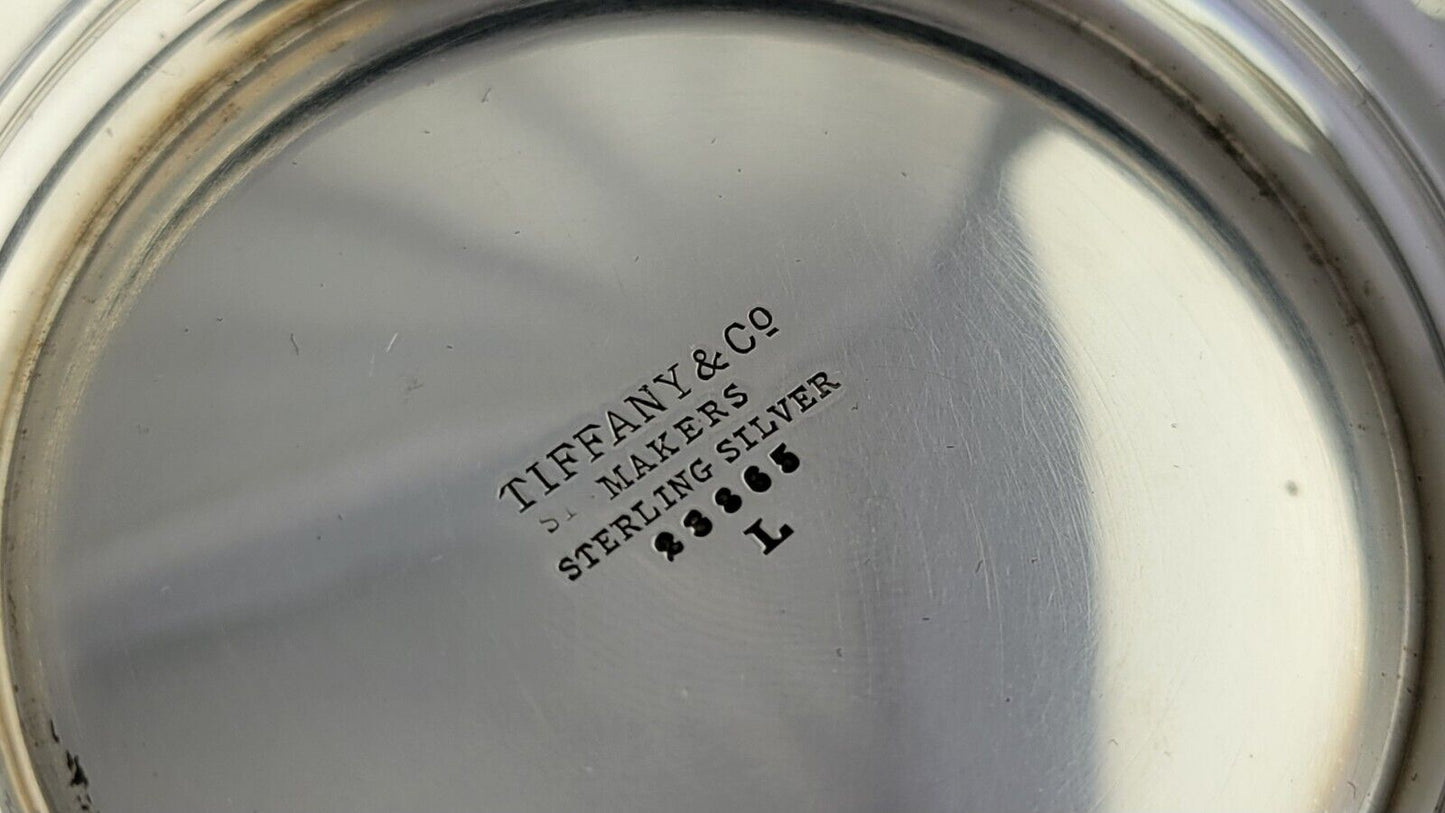 TIFFANY & Co
MAKERS
STERLING SILVER
23865
L